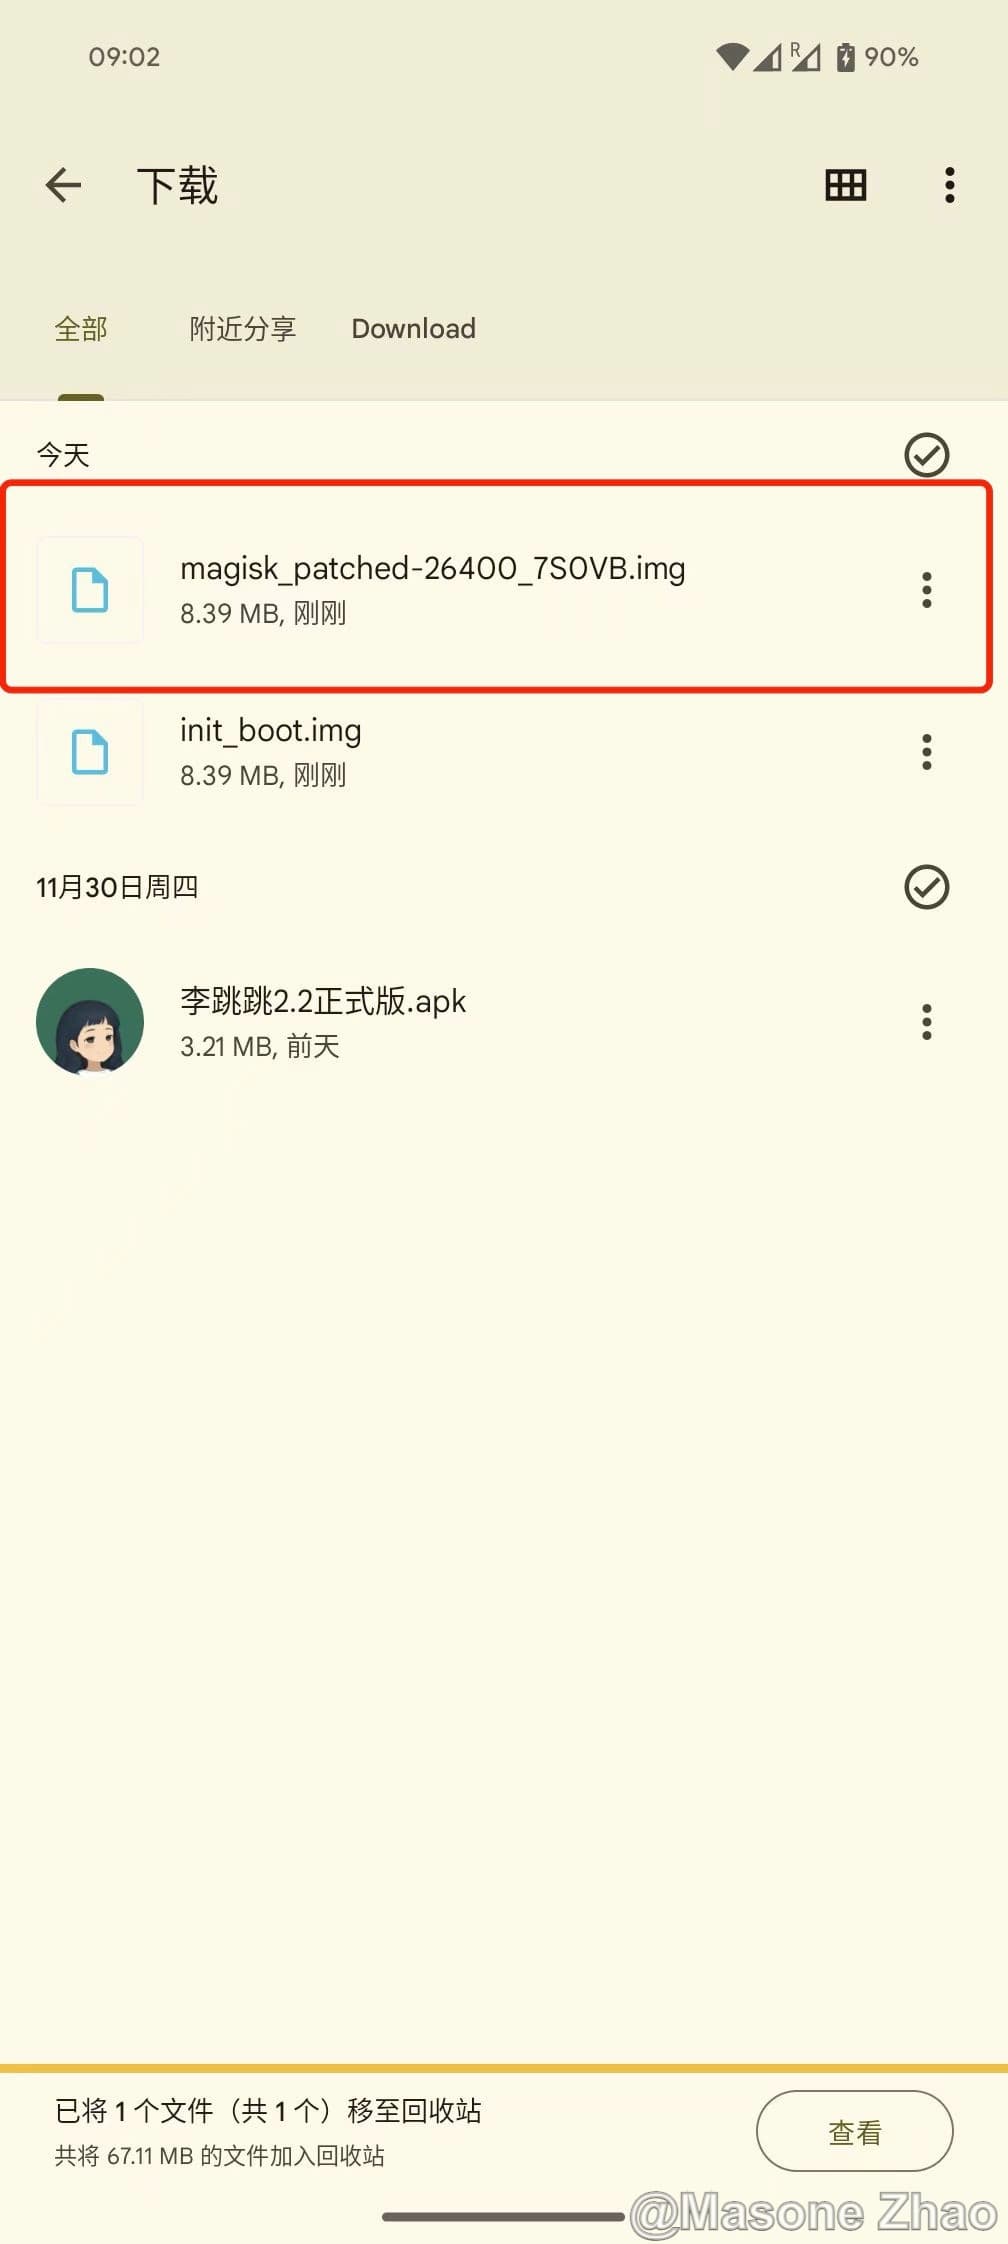 09:02
R
90%
下载
全部
附近分享
Download
今天
magisk_patched-26400_7S0VB.img
8.39 MB, 刚刚
init_boot.img
8.39 MB, 刚刚
11月30日周四
李跳跳2.2正式版.apk
3.21 MB, 前天
已将 1 个文件（共 1 个）移至回收站
共将 67.11 MB 的文件加入回收站
查看
@Masone Zhao